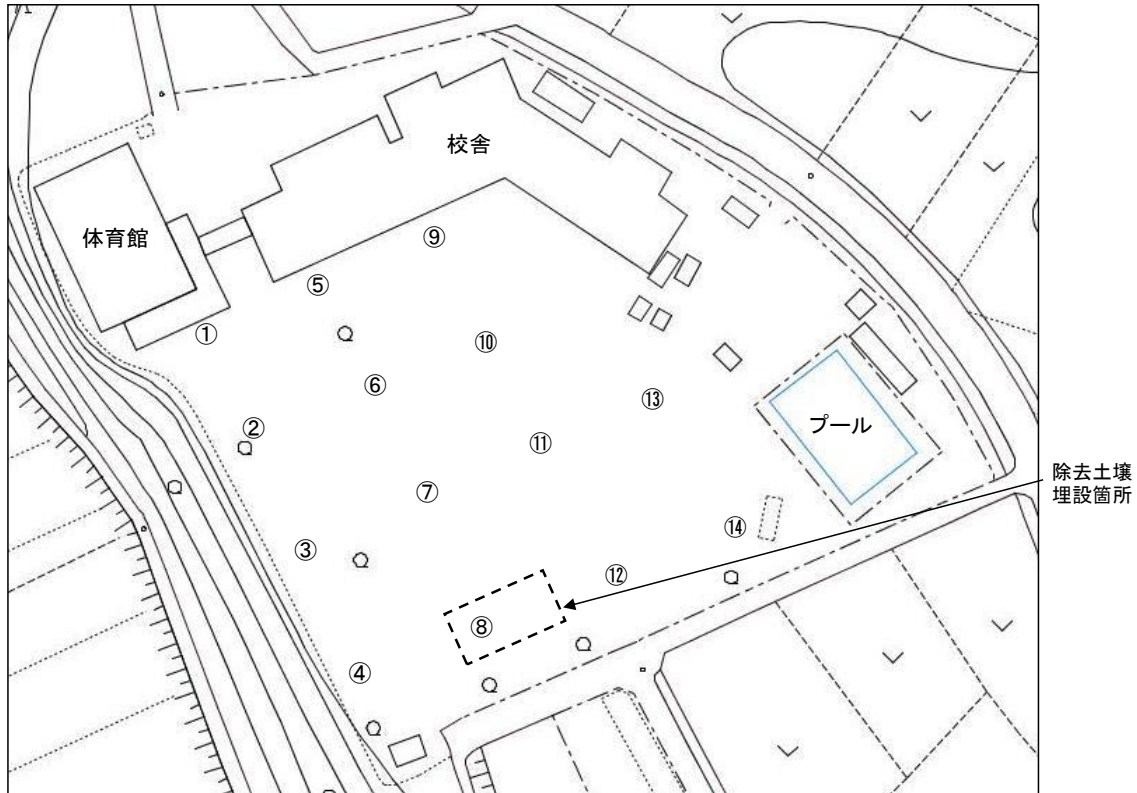 校舎
体育館
⑨
⑤
①
⑩
⑥
⑬
②
プール
⑪
除去土壌
埋設箇所
⑦
⑭
③
⑫
⑧
④